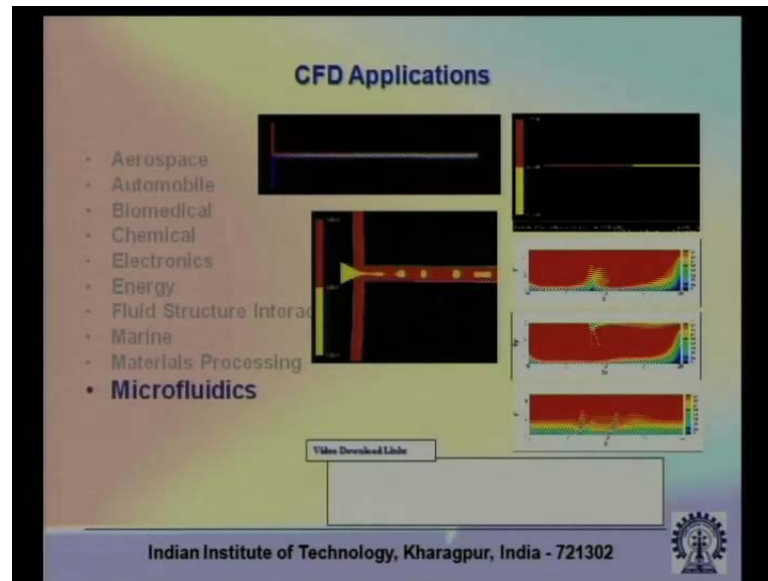 CFD Applications
• Aerospace
• Automobile
• Biomedical
• Chemical
• Electronics
• Energy
• Fluid Structure Interac
• Marine
• Materials Processing
• Microfluidics
Video Download Links
Indian Institute of Technology, Kharagpur, India - 721302